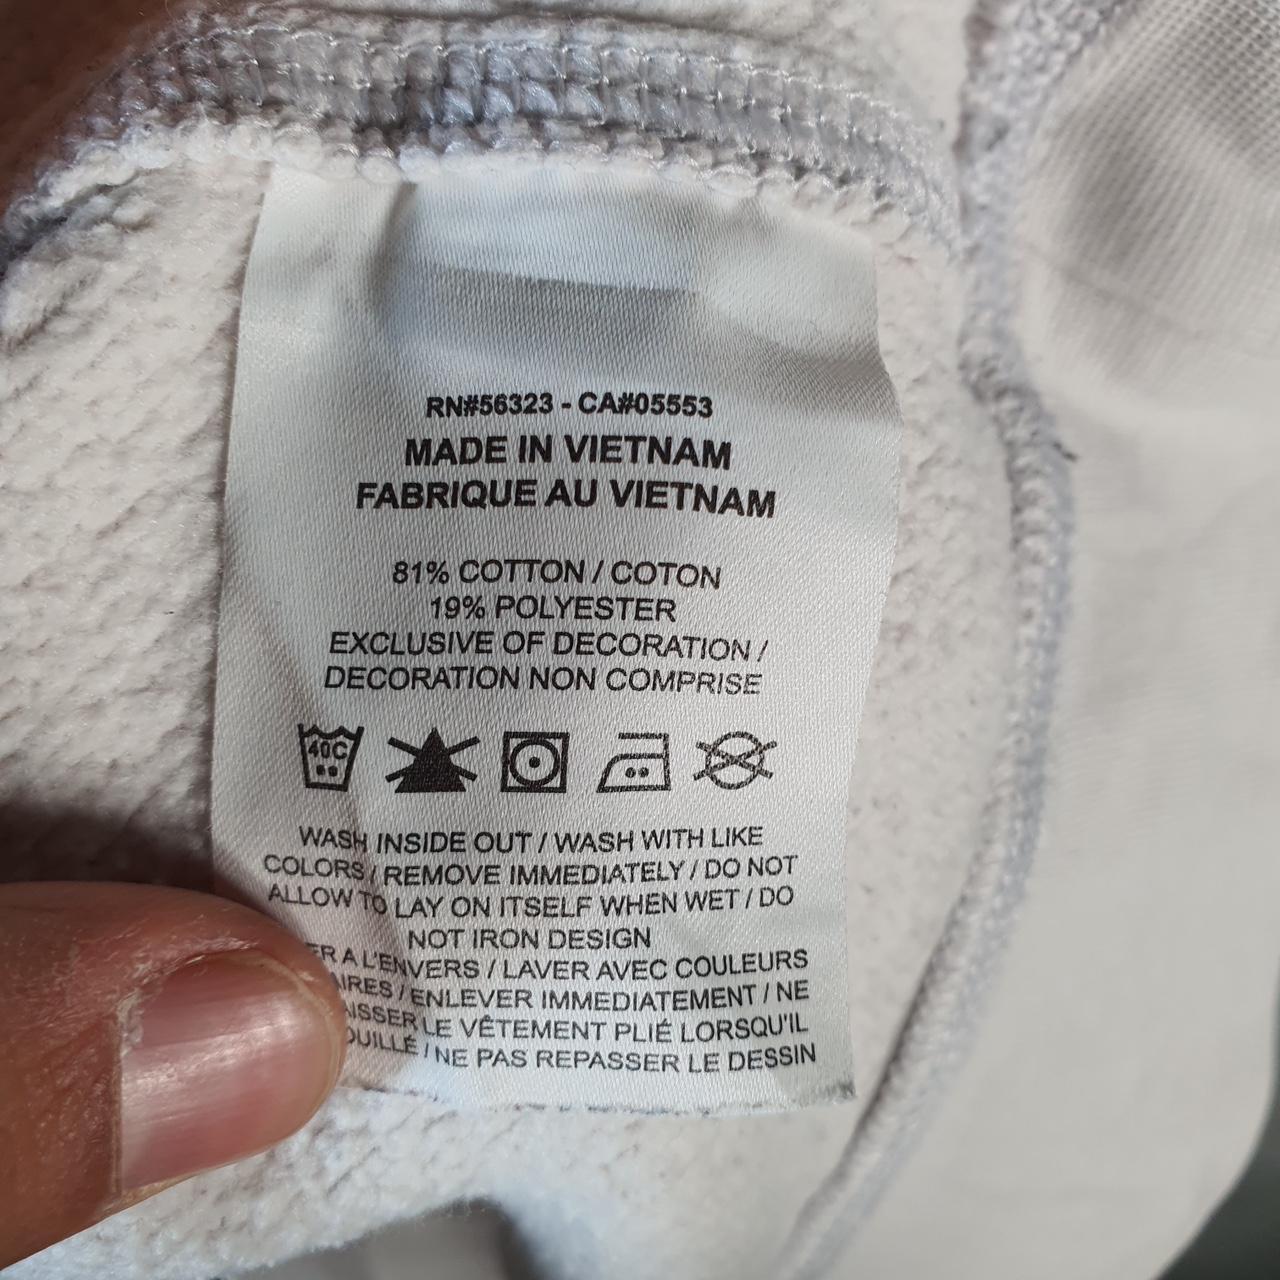 RN#56323 - CA#05553
MADE IN VIETNAM
FABRIQUE AU VIETNAM
81% COTTON / COTON
19% POLYESTER
EXCLUSIVE OF DECORATION /
DECORATION NON COMPRISE
40C
WASH INSIDE OUT / WASH WITH LIKE
COLORS / REMOVE IMMEDIATELY / DO NOT
ALLOW TO LAY ON ITSELF WHEN WET / DO
NOT IRON DESIGN
À L'ENVERS / LAVER AVEC COULEURS
/ ENLEVER IMMEDIATEMENT / NE
LE VÊTEMENT PLIÉ LORSQU'IL
/ NE PAS REPASSER LE DESSIN